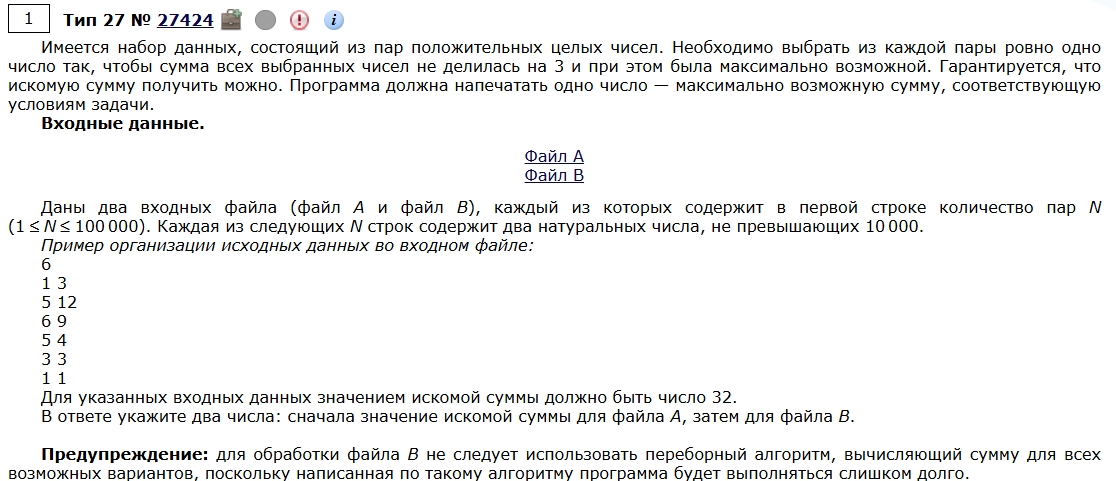 1 Тип 27 № 27424
Имеется набор данных, состоящий из пар положительных целых чисел. Необходимо выбрать из каждой пары ровно одно
число так, чтобы сумма всех выбранных чисел не делилась на 3 и при этом была максимально возможной. Гарантируется, что
искомую сумму получить можно. Программа должна напечатать одно число — максимально возможную сумму, соответствующую
условиям задачи.
Входные данные.
Файл A
Файл B
Даны два входных файла (файл A и файл B), каждый из которых содержит в первой строке количество пар N
(1 ≤ N ≤ 100 000). Каждая из следующих N строк содержит два натуральных числа, не превышающих 10 000.
Пример организации исходных данных во входном файле:
6
1 3
5 12
6 9
5 4
3 3
1 1
Для указанных входных данных значением искомой суммы должно быть число 32.
В ответе укажите два числа: сначала значение искомой суммы для файла A, затем для файла B.
Предупреждение: для обработки файла B не следует использовать переборный алгоритм, вычисляющий сумму для всех
возможных вариантов, поскольку написанная по такому алгоритму программа будет выполняться слишком долго.